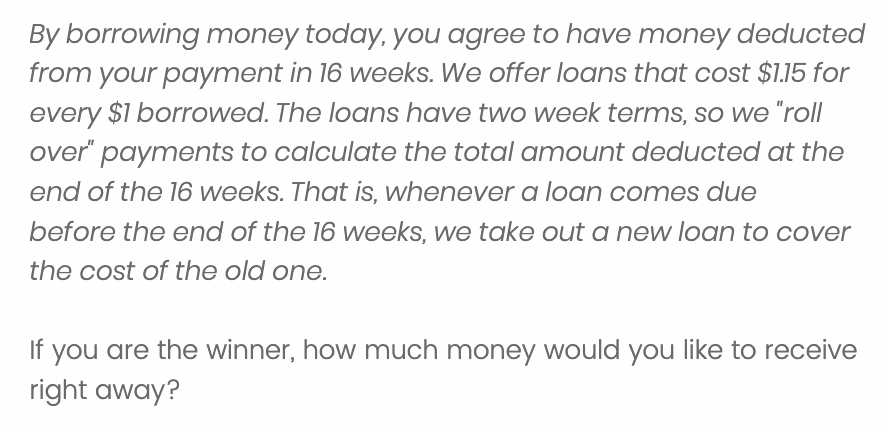 By borrowing money today, you agree to have money deducted
from your payment in 16 weeks. We offer loans that cost $1.15 for
every $1 borrowed. The loans have two week terms, so we "roll
over" payments to calculate the total amount deducted at the
end of the 16 weeks. That is, whenever a loan comes due
before the end of the 16 weeks, we take out a new loan to cover
the cost of the old one.
If you are the winner, how much money would you like to receive
right away?